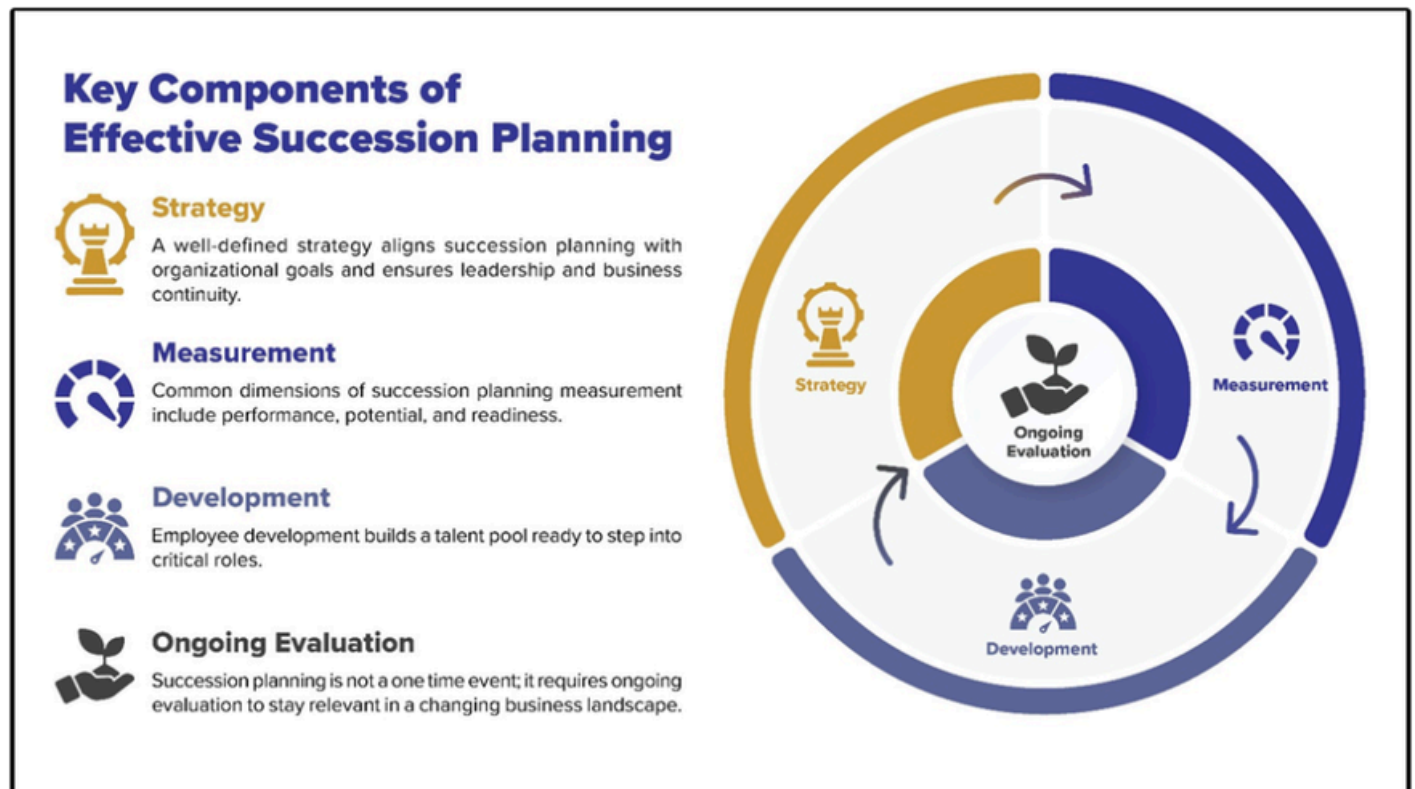 Key Components of
Effective Succession Planning
Strategy
A well-defined strategy aligns succession planning with
organizational goals and ensures leadership and business
continuity.
Measurement
Common dimensions of succession planning measurement
include performance, potential, and readiness.
Development
Employee development builds a talent pool ready to step into
critical roles.
Ongoing Evaluation
Succession planning is not a one time event; it requires ongoing
evaluation to stay relevant in a changing business landscape.
Strategy
Measurement
Ongoing
Evaluation
Development